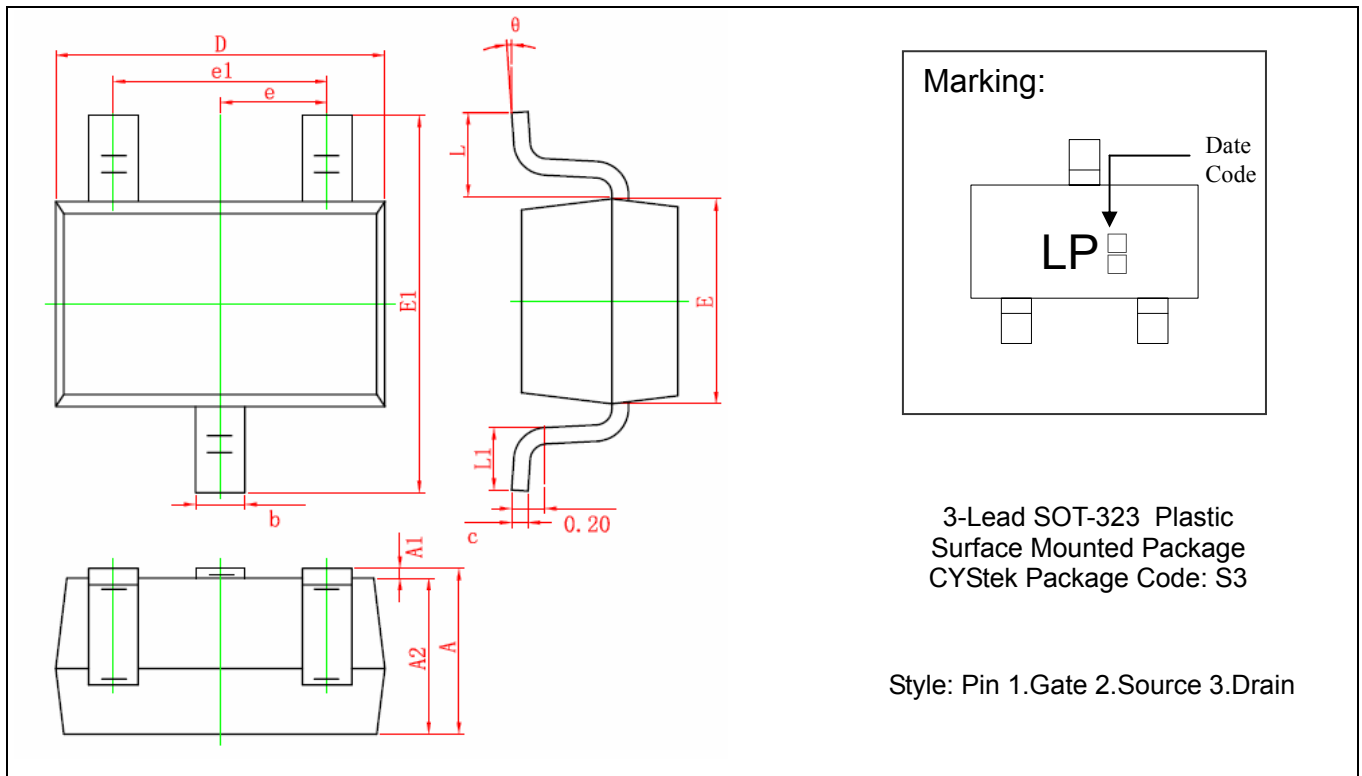 θ
D
e1
e
L
E1
E
L1
b
c
0.20
A1
A2
A
Marking:
Date
Code
LP
3-Lead SOT-323 Plastic
Surface Mounted Package
CYStek Package Code: S3
Style: Pin 1.Gate 2.Source 3.Drain